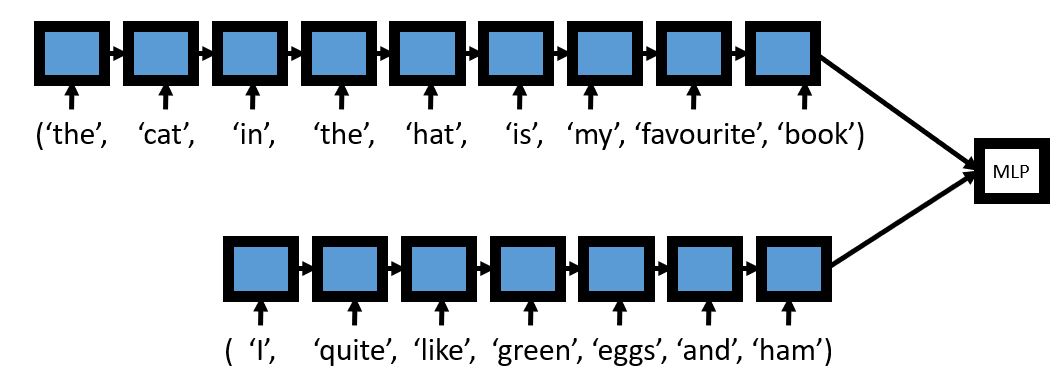 (‘the’, ‘cat’, ‘in’, ‘the’, ‘hat’, ‘is’, ‘my’, ‘favourite’, ‘book’)
MLP
( ‘I’, ‘quite’, ‘like’, ‘green’, ‘eggs’, ‘and’, ‘ham’)